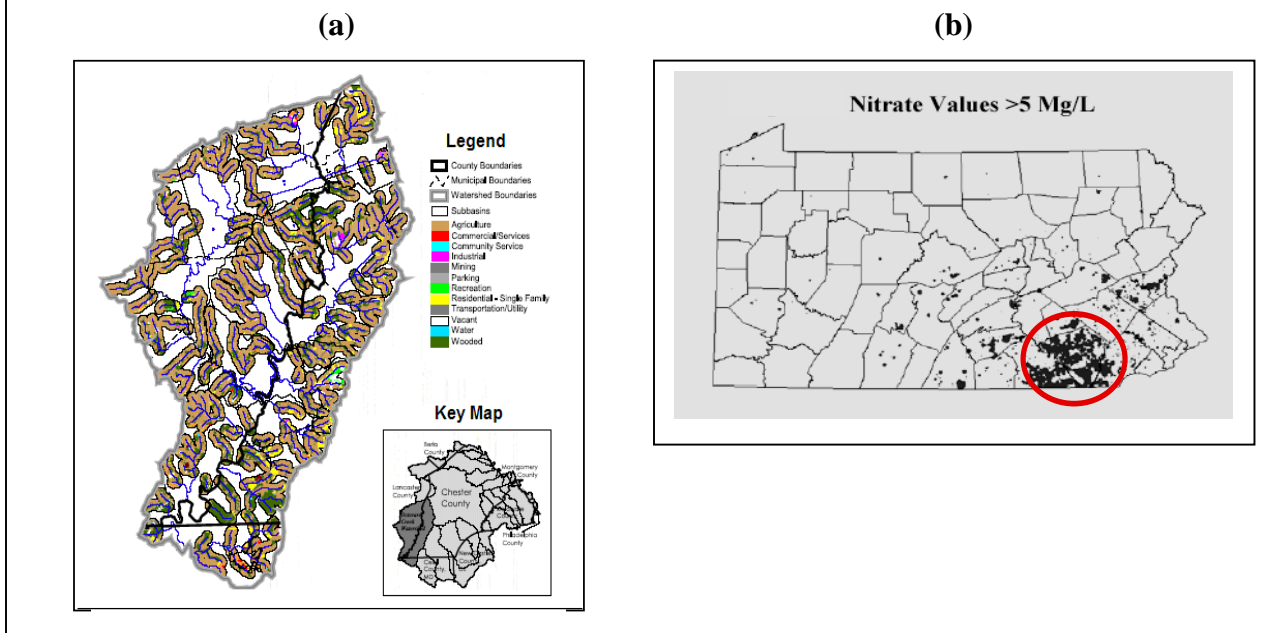 (a)
(b)
Legend
County Boundaries
Municipal Boundaries
Watershed Boundaries
Subbasins
Agriculture
Commercial/Services
Community Service
Industrial
Mining
Parking
Recreation
Residential - Single Family
Transportation/Utility
Vacant
Water
Wooded
Key Map
County
Montgomery
County
Lancaster
County
Chester
County
Philadelphia
County
County
Nitrate Values >5 Mg/L